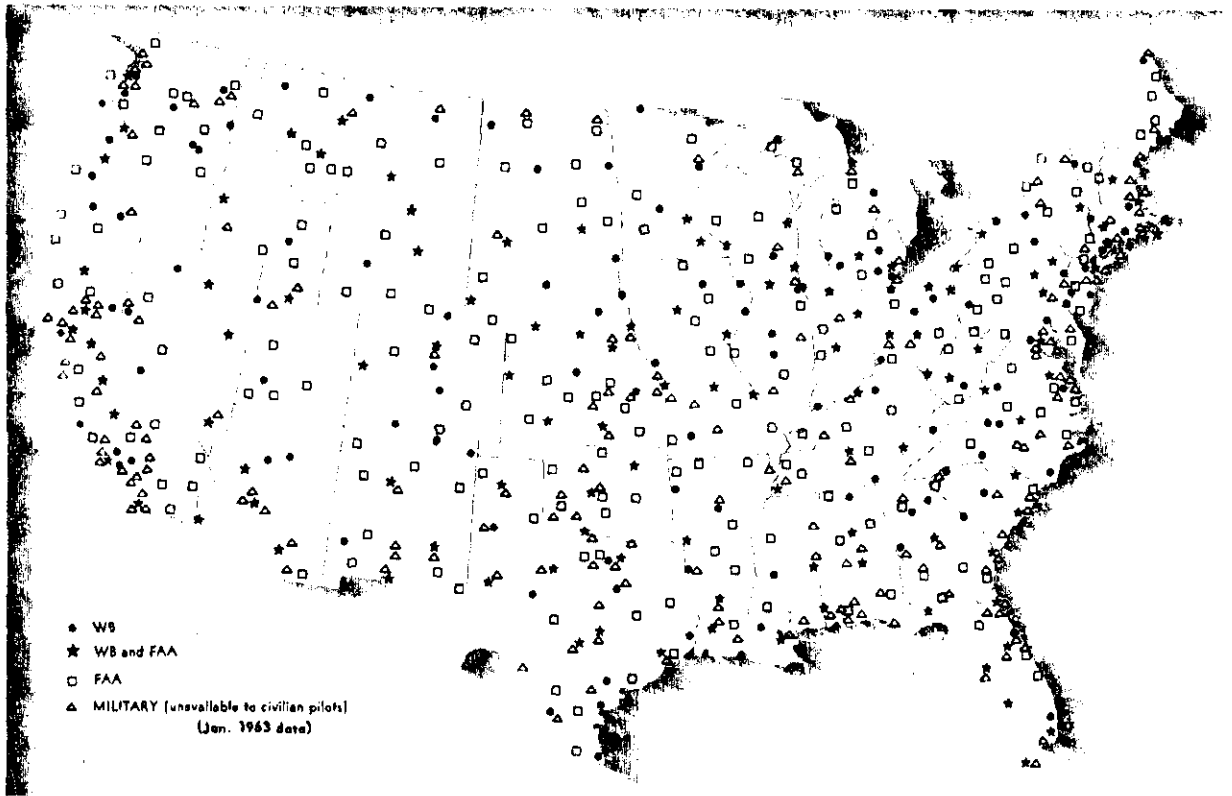 WB
WB and FAA
FAA
MILITARY (unavailable to civilian pilots)
(Jan. 1963 data)